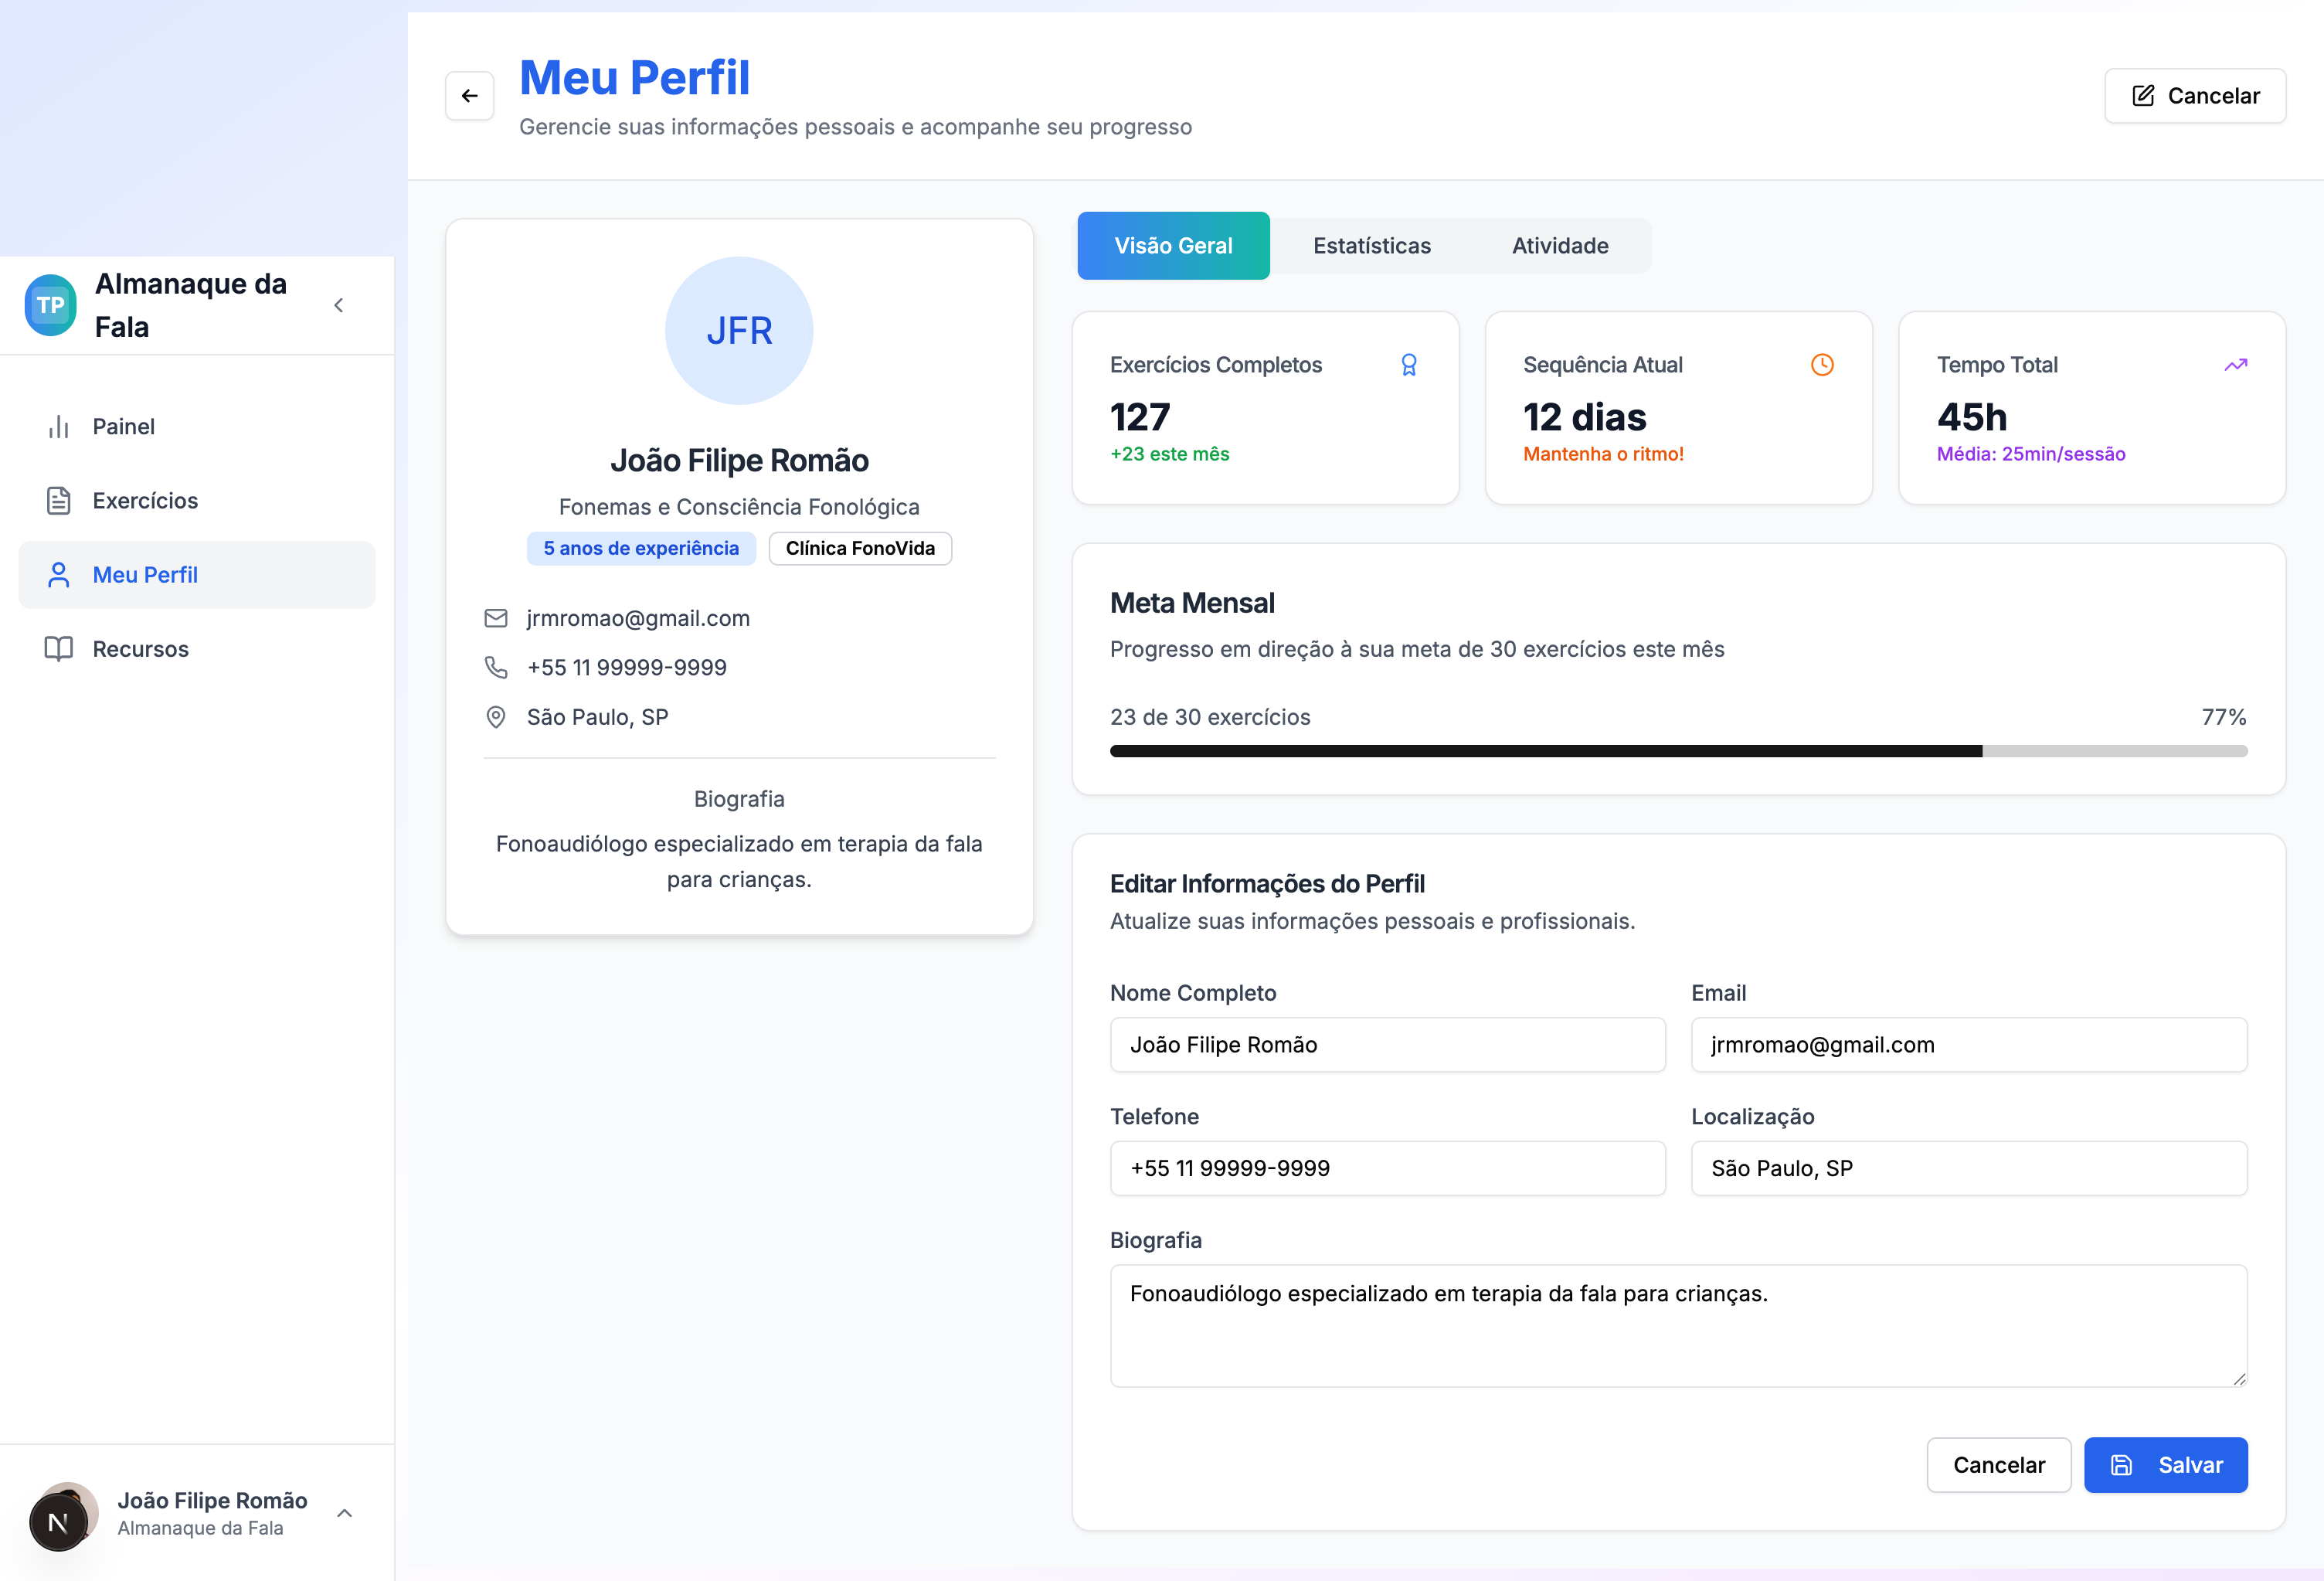 TP
Almanaque da
Fala
Painel
Exercícios
Meu Perfil
Recursos
N
João Filipe Romão
Almanaque da Fala
Meu Perfil
Gerencie suas informações pessoais e acompanhe seu progresso
Cancelar
JFR
João Filipe Romão
Fonemas e Consciência Fonológica
5 anos de experiência
Clínica FonoVida
jrmromao@gmail.com
+55 11 99999-9999
São Paulo, SP
Biografia
Fonoaudiólogo especializado em terapia da fala
para crianças.
Visão Geral
Estatísticas
Atividade
Exercícios Completos
127
+23 este mês
Sequência Atual
12 dias
Mantenha o ritmo!
Tempo Total
45h
Média: 25min/sessão
Meta Mensal
Progresso em direção à sua meta de 30 exercícios este mês
23 de 30 exercícios
77%
Editar Informações do Perfil
Atualize suas informações pessoais e profissionais.
Nome Completo
João Filipe Romão
Email
jrmromao@gmail.com
Telefone
+55 11 99999-9999
Localização
São Paulo, SP
Biografia
Fonoaudiólogo especializado em terapia da fala para crianças.
Cancelar
Salvar